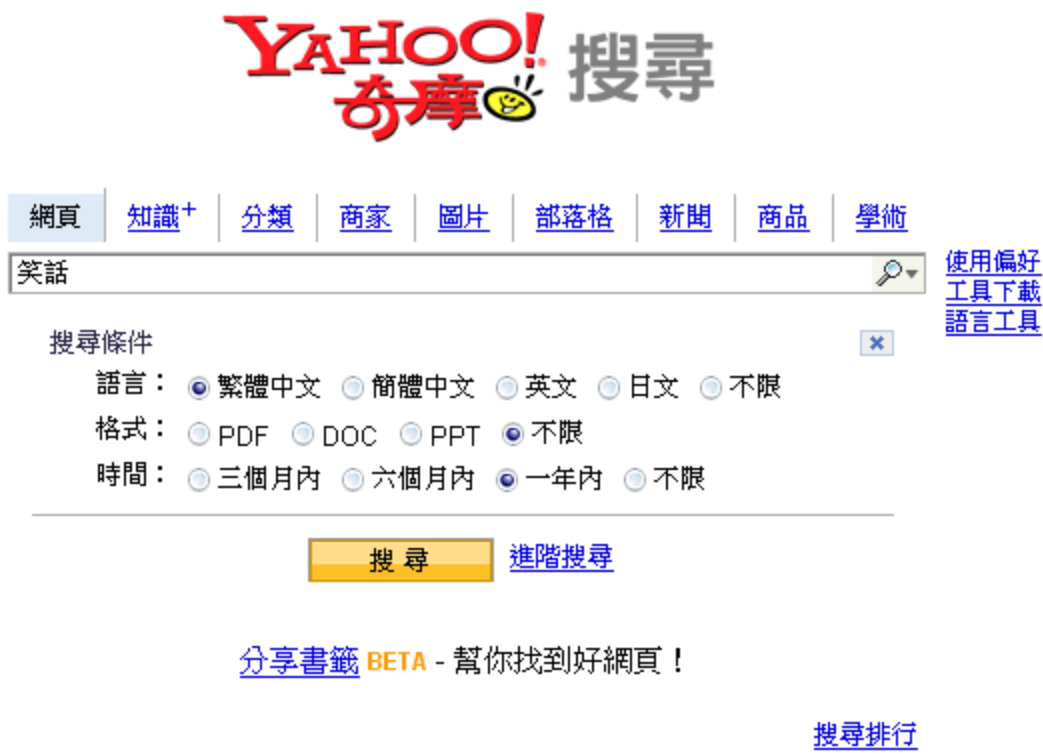 YAHOO! 奇摩 搜尋
網頁 知識+ 分類 商家 圖片 部落格 新聞 商品 學術
笑話
使用偏好
工具下載
語言工具
搜尋條件
語言： 繁體中文 簡體中文 英文 日文 不限
格式： PDF DOC PPT 不限
時間： 三個月內 六個月內 一年內 不限
搜 尋 進階搜尋
分享書籤 BETA - 幫你找到好網頁！
搜尋排行